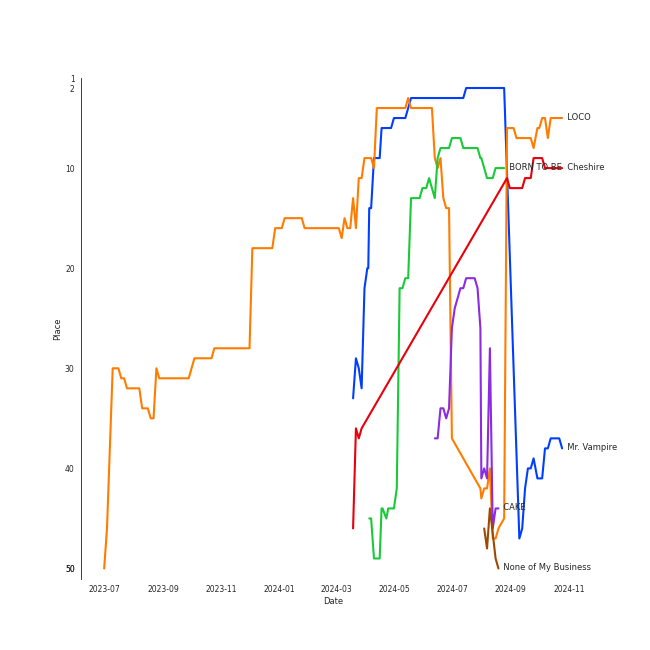 1
2
10
20
30
40
50
Place
LOCO
BORN TO BE
Cheshire
Mr. Vampire
CAKE
None of My Business
2023-07
2023-09
2023-11
2024-01
2024-03
2024-05
2024-07
2024-09
2024-11
Date